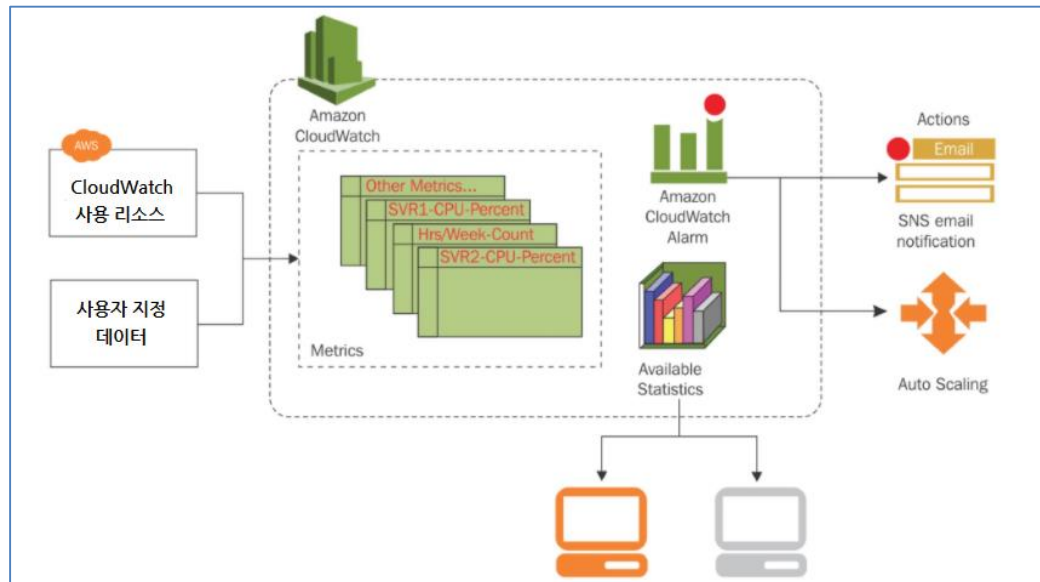 Amazon
CloudWatch
AWS
CloudWatch
사용 리소스
사용자 지정
데이터
Other Metrics...
SVR1-CPU-Percent
Hrs/Week-Count
SVR2-CPU-Percent
Metrics
Amazon
CloudWatch
Alarm
Available
Statistics
Actions
Email
SNS email
notification
Auto Scaling